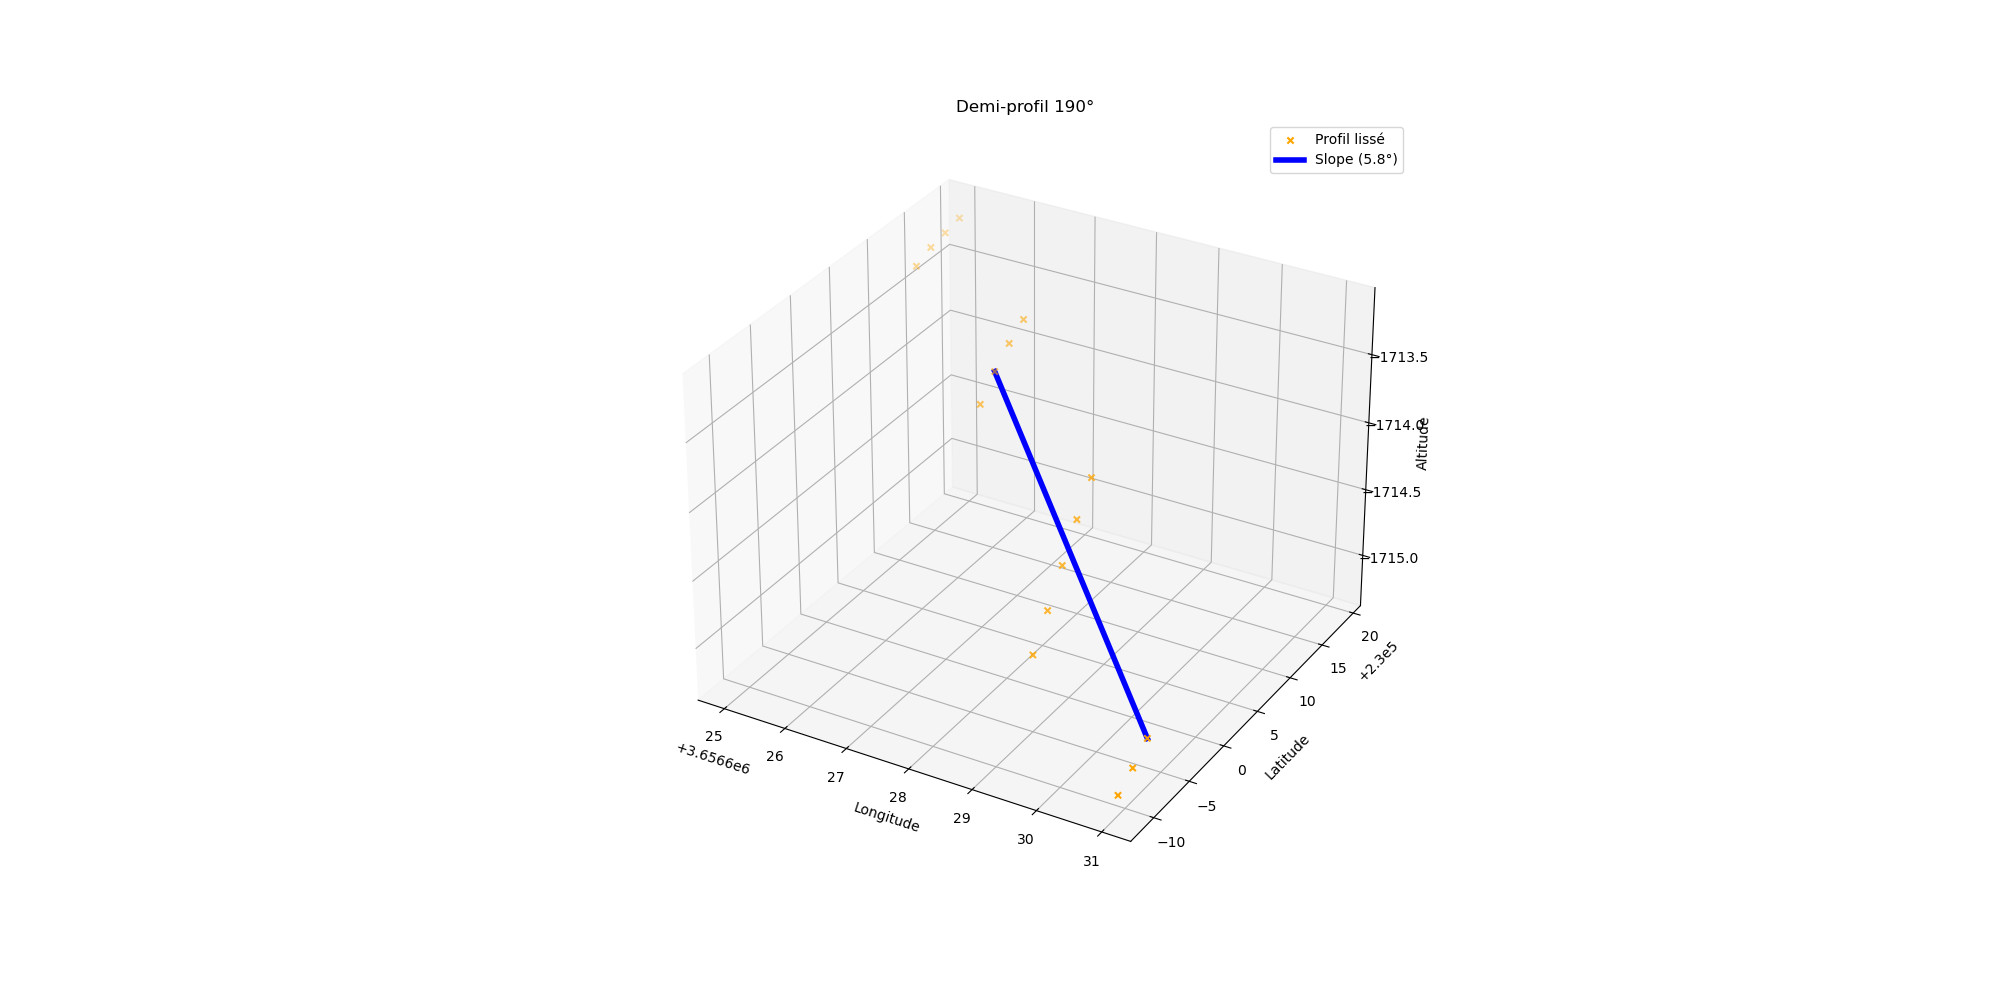 Demi-profil 190°
Profil lissé
Slope (5.8°)
−1713.5
−1714.0
−1714.5
−1715.0
Altitude
20
15
10
5
0
−5
−10
+2.3e5
Latitude
25
26
27
28
29
30
31
+3.6566e6
Longitude